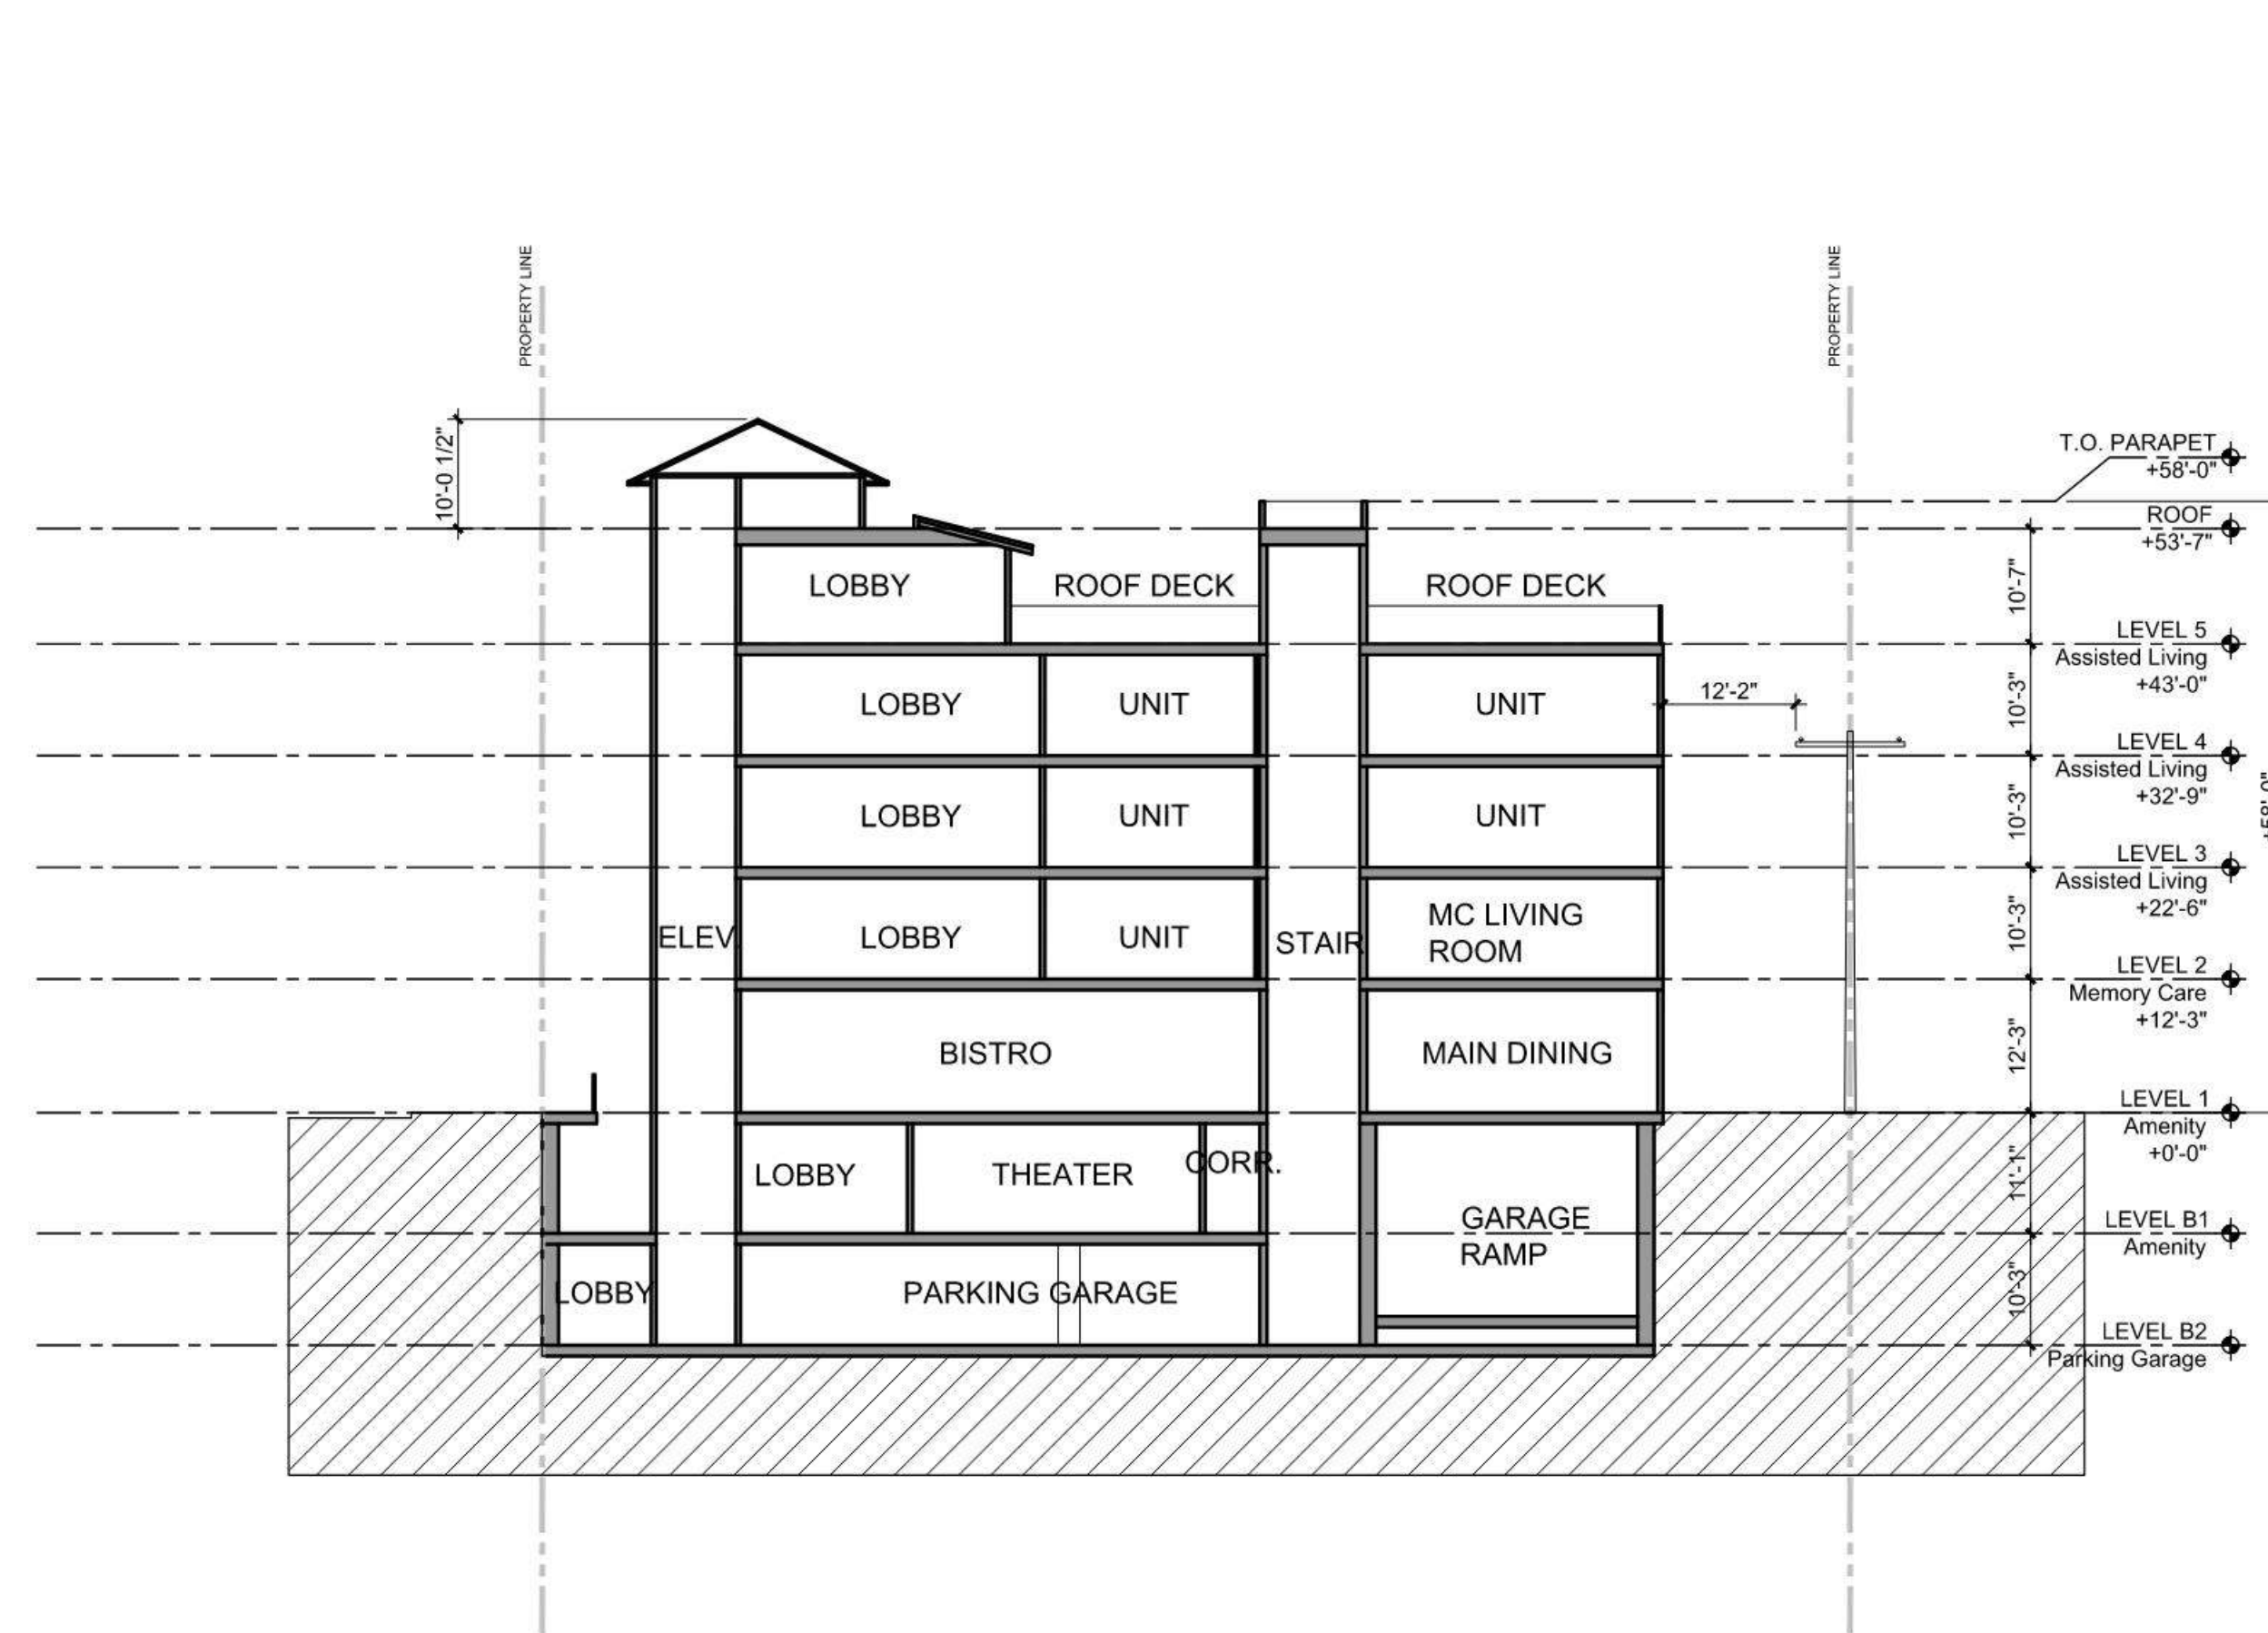 PROPERTY LINE
PROPERTY LINE
10'-0 1/2"
T.O. PARAPET
+58'-0"
ROOF
+53'-7"
10'-7"
LOBBY
ROOF DECK
ROOF DECK
LEVEL 5
Assisted Living
+43'-0"
LOBBY
UNIT
UNIT
12'-2"
10'-3"
LEVEL 4
Assisted Living
+32'-9"
LOBBY
UNIT
UNIT
10'-3"
LEVEL 3
Assisted Living
+22'-6"
ELEV.
LOBBY
UNIT
STAIR
MC LIVING
ROOM
10'-3"
LEVEL 2
Memory Care
+12'-3"
BISTRO
MAIN DINING
12'-3"
LEVEL 1
Amenity
+0'-0"
LOBBY
THEATER
CORR.
11'-1"
GARAGE
RAMP
LEVEL B1
Amenity
LOBBY
PARKING GARAGE
10'-3"
LEVEL B2
Parking Garage